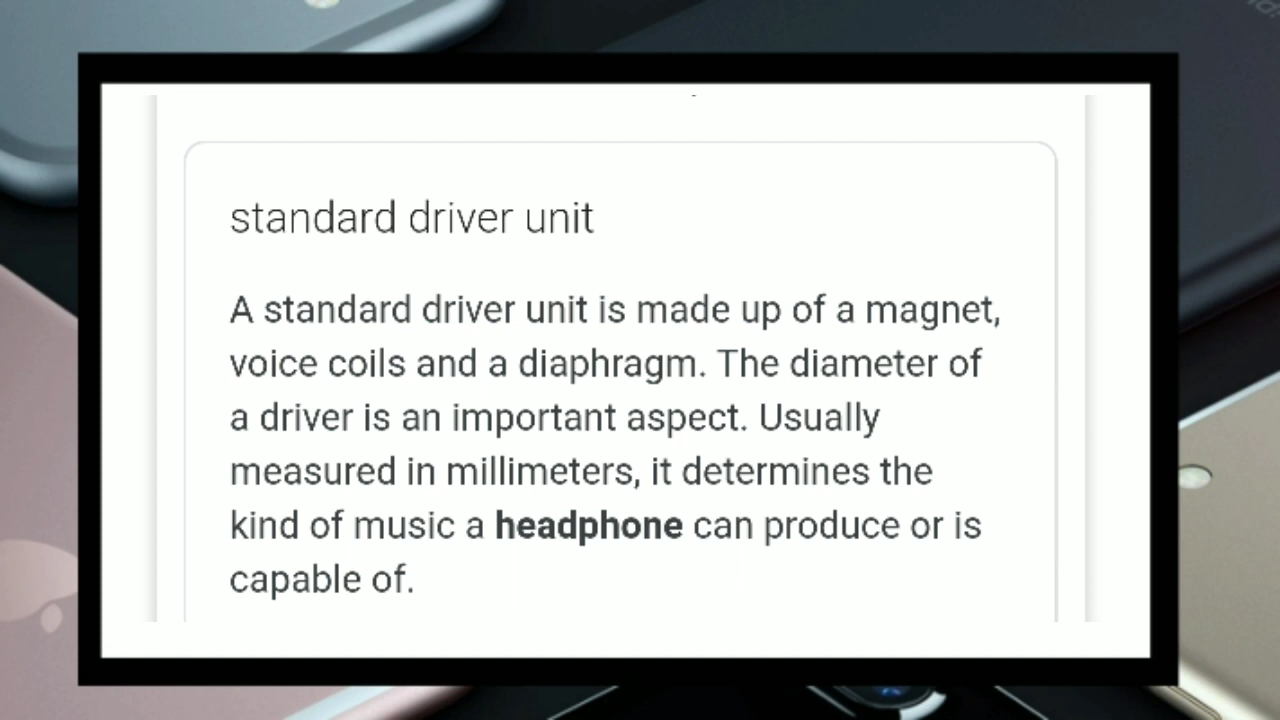 standard driver unit
A standard driver unit is made up of a magnet,
voice coils and a diaphragm. The diameter of
a driver is an important aspect. Usually
measured in millimeters, it determines the
kind of music a headphone can produce or is
capable of.